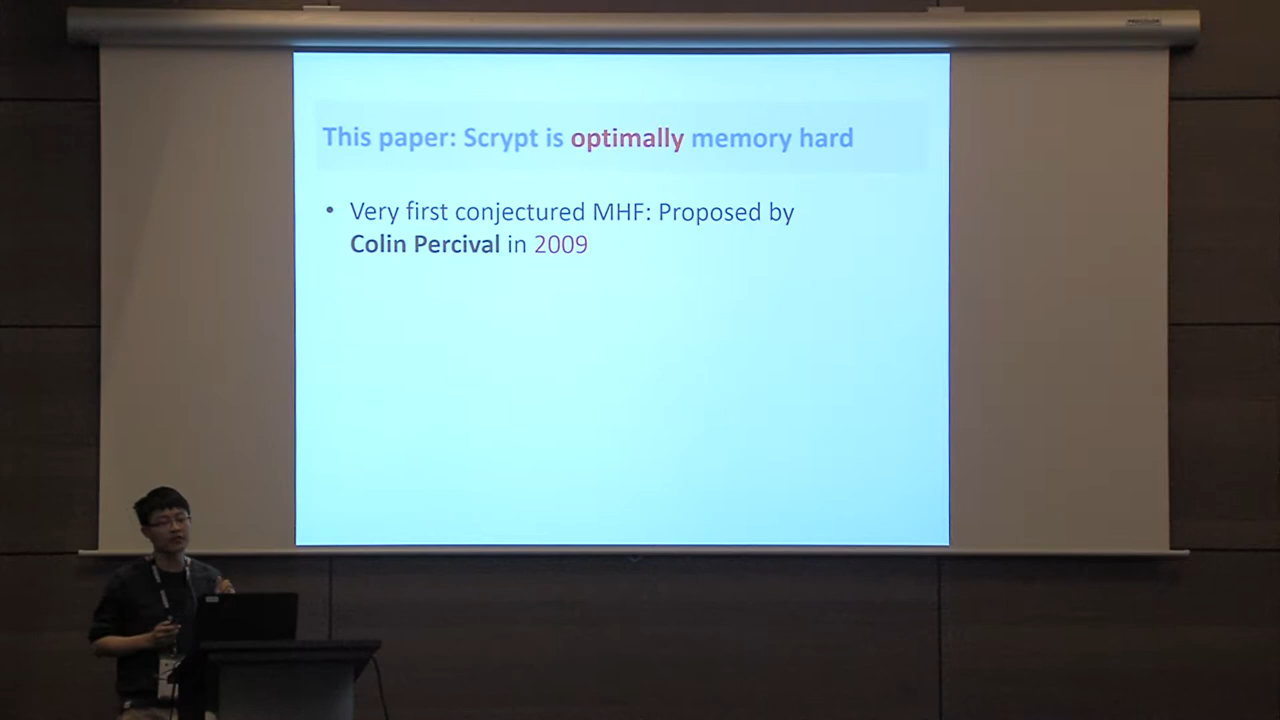 This paper: Scrypt is optimally memory hard
• Very first conjectured MHF: Proposed by
Colin Percival in 2009